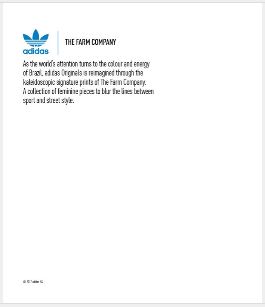 adidas
THE FARM COMPANY
As the world's attention turns to the colour and energy
of Brazil, adidas Originals is reimagined through the
kaleidoscopic signature prints of The Farm Company.
A collection of feminine pieces to blur the lines between
sport and street style.